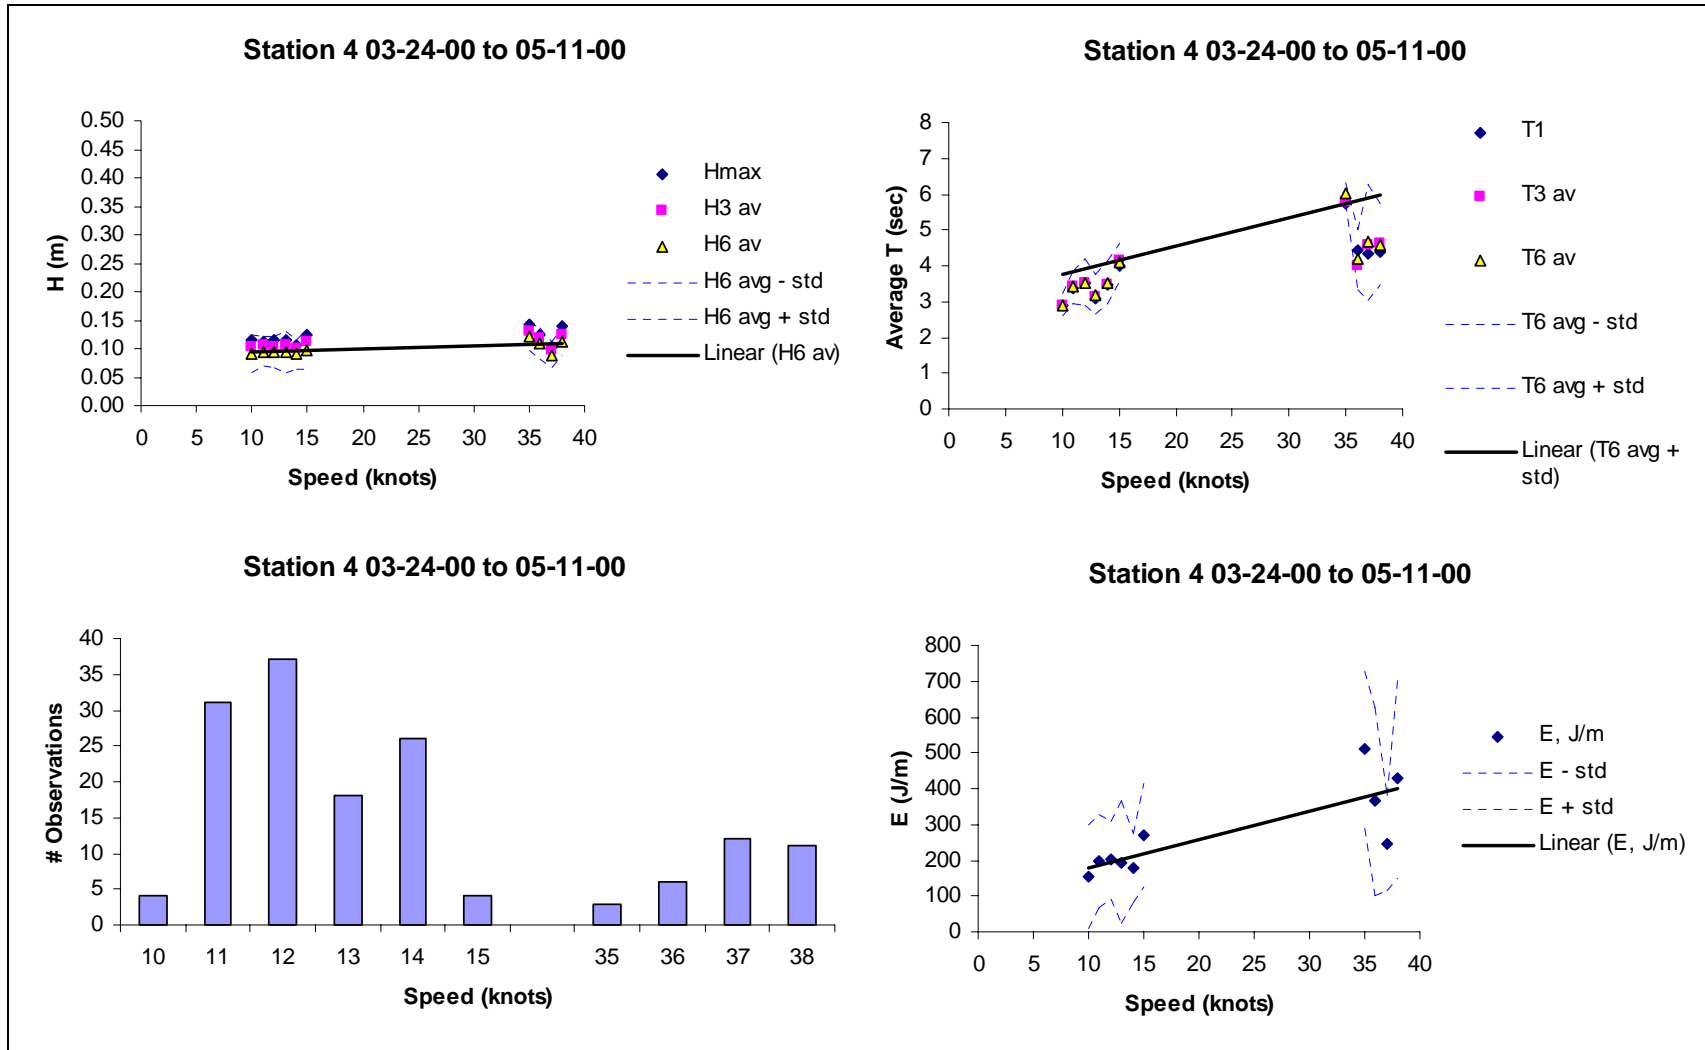 Station 4 03-24-00 to 05-11-00
H (m)
0.50
0.45
0.40
0.35
0.30
0.25
0.20
0.15
0.10
0.05
0.00
0 5 10 15 20 25 30 35 40
Speed (knots)
Hmax
H3 av
H6 av
H6 avg - std
H6 avg + std
Linear (H6 av)
Station 4 03-24-00 to 05-11-00
Average T (sec)
8
7
6
5
4
3
2
1
0
0 5 10 15 20 25 30 35 40
Speed (knots)
T1
T3 av
T6 av
T6 avg - std
T6 avg + std
Linear (T6 avg +
std)
Station 4 03-24-00 to 05-11-00
# Observations
40
35
30
25
20
15
10
5
0
10 11 12 13 14 15 35 36 37 38
Speed (knots)
Station 4 03-24-00 to 05-11-00
E (J/m)
800
700
600
500
400
300
200
100
0
0 5 10 15 20 25 30 35 40
Speed (knots)
E, J/m
E - std
E + std
Linear (E, J/m)